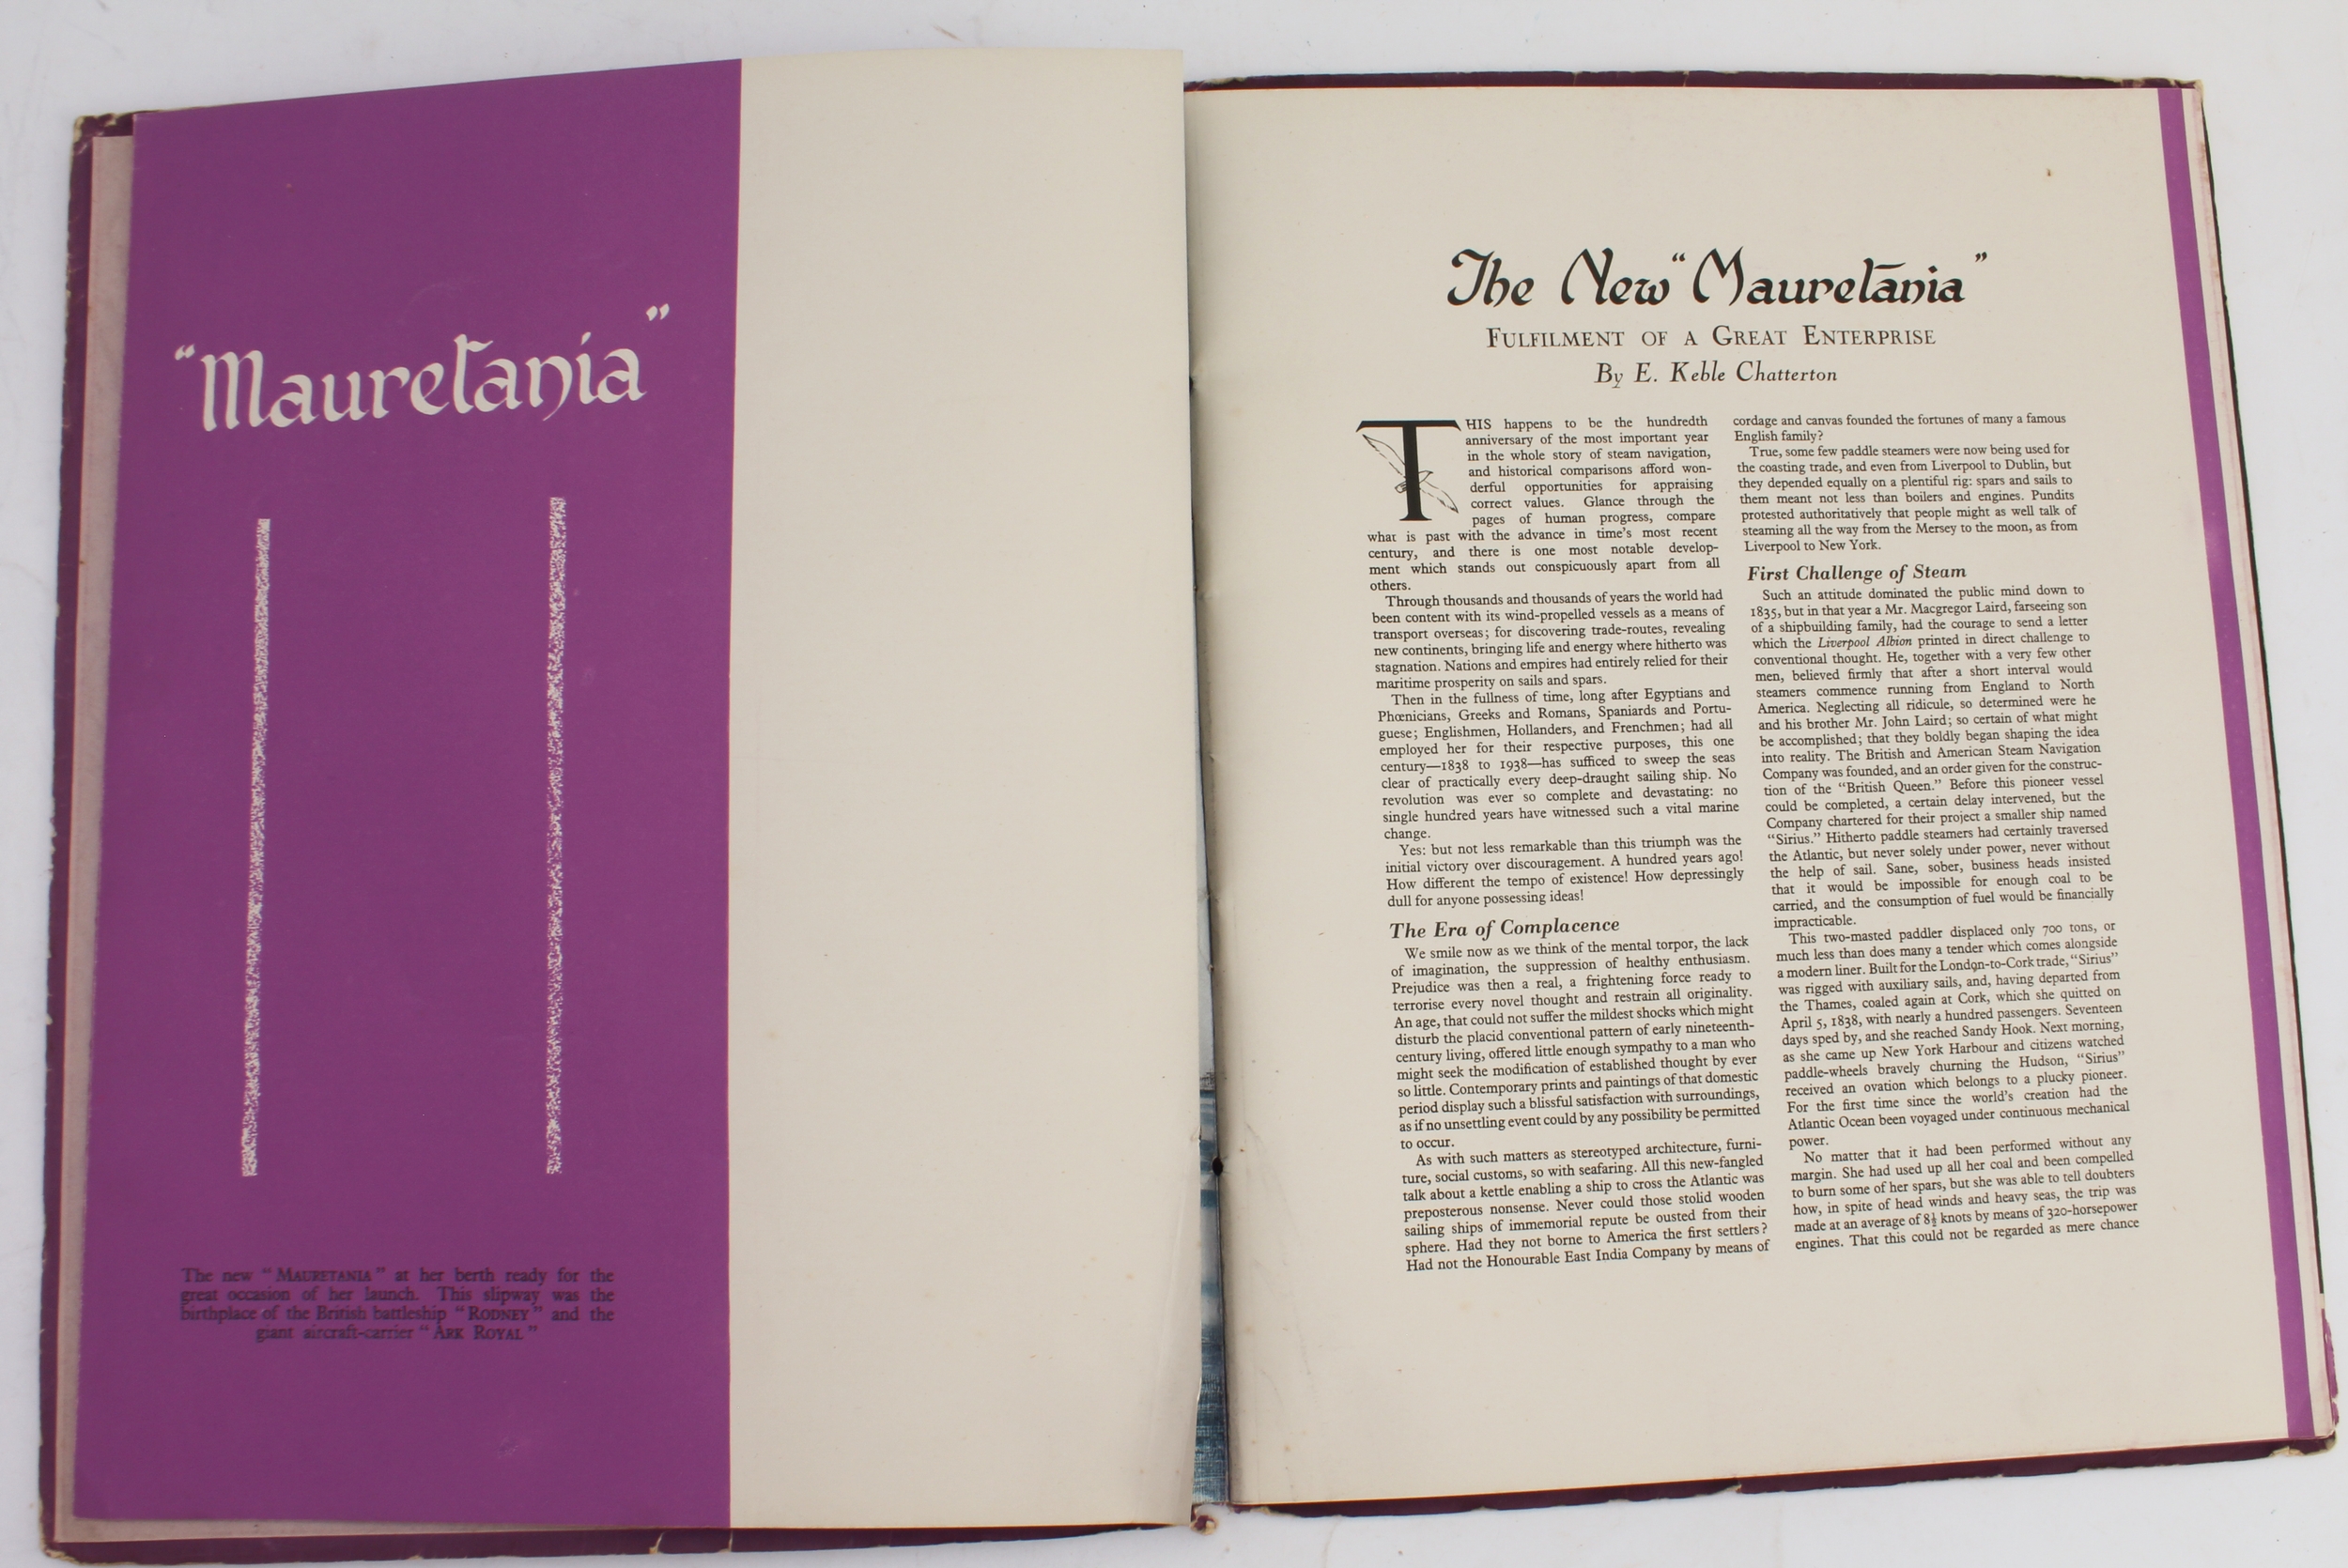 "Mauretania"
The new "MAURETANIA" at her berth ready for the
great occasion of her launch. This slipway was the
birthplace of the British battleship "RODNEY" and the
giant aircraft-carrier "ARK ROYAL"
The New "Mauretania"
FULFILMENT OF A GREAT ENTERPRISE
By E. Keble Chatterton
THIS happens to be the hundredth
anniversary of the most important year
in the whole story of steam navigation,
and historical comparisons afford won-
derful opportunities for appraising
correct values. Glance through the
pages of human progress, compare
what is past with the advance in time's most recent
century, and there is one most notable develop-
ment which stands out conspicuously apart from all
others.
Through thousands and thousands of years the world had
been content with its wind-propelled vessels as a means of
transport overseas; for discovering trade-routes, revealing
new continents, bringing life and energy where hitherto was
stagnation. Nations and empires had entirely relied for their
maritime prosperity on sails and spars.
Then in the fullness of time, long after Egyptians and
Phœnicians, Greeks and Romans, Spaniards and Portu-
guese; Englishmen, Hollanders, and Frenchmen; had all
employed her for their respective purposes, this one
century—1838 to 1938—has sufficed to sweep the seas
clear of practically every deep-draught sailing ship. No
revolution was ever so complete and devastating: no
single hundred years have witnessed such a vital marine
change.
Yes: but not less remarkable than this triumph was the
initial victory over discouragement. A hundred years ago!
How different the tempo of existence! How depressingly
dull for anyone possessing ideas!
The Era of Complacence
We smile now as we think of the mental torpor, the lack
of imagination, the suppression of healthy enthusiasm.
Prejudice was then a real, a frightening force ready to
terrorise every novel thought and restrain all originality.
An age, that could not suffer the mildest shocks which might
disturb the placid conventional pattern of early nineteenth-
century living, offered little enough sympathy to a man who
might seek the modification of established thought by ever
so little. Contemporary prints and paintings of that domestic
period display such a blissful satisfaction with surroundings,
as if no unsettling event could by any possibility be permitted
to occur.
As with such matters as stereotyped architecture, furni-
ture, social customs, so with seafaring. All this new-fangled
talk about a kettle enabling a ship to cross the Atlantic was
preposterous nonsense. Never could those stolid wooden
sailing ships of immemorial repute be ousted from their
sphere. Had they not borne to America the first settlers?
Had not the Honourable East India Company by means of
cordage and canvas founded the fortunes of many a famous
English family?
True, some few paddle steamers were now being used for
the coasting trade, and even from Liverpool to Dublin, but
they depended equally on a plentiful rig: spars and sails to
them meant not less than boilers and engines. Pundits
protested authoritatively that people might as well talk of
steaming all the way from the Mersey to the moon, as from
Liverpool to New York.
First Challenge of Steam
Such an attitude dominated the public mind down to
1835, but in that year a Mr. Macgregor Laird, farseeing son
of a shipbuilding family, had the courage to send a letter
which the Liverpool Albion printed in direct challenge to
conventional thought. He, together with a very few other
men, believed firmly that after a short interval would
steamers commence running from England to North
America. Neglecting all ridicule, so determined were he
and his brother Mr. John Laird; so certain of what might
be accomplished; that they boldly began shaping the idea
into reality. The British and American Steam Navigation
Company was founded, and an order given for the construc-
tion of the "British Queen." Before this pioneer vessel
could be completed, a certain delay intervened, but the
Company chartered for their project a smaller ship named
"Sirius." Hitherto paddle steamers had certainly traversed
the Atlantic, but never solely under power, never without
the help of sail. Sane, sober, business heads insisted
that it would be impossible for enough coal to be
carried, and the consumption of fuel would be financially
impracticable.
This two-masted paddler displaced only 700 tons, or
much less than does many a tender which comes alongside
a modern liner. Built for the London-to-Cork trade, "Sirius"
was rigged with auxiliary sails, and, having departed from
the Thames, coaled again at Cork, which she quitted on
April 5, 1838, with nearly a hundred passengers. Seventeen
days sped by, and she reached Sandy Hook. Next morning,
as she came up New York Harbour and citizens watched
paddle-wheels bravely churning the Hudson, "Sirius"
received an ovation which belongs to a plucky pioneer.
For the first time since the world's creation had the
Atlantic Ocean been voyaged under continuous mechanical
power.
No matter that it had been performed without any
margin. She had used up all her coal and been compelled
to burn some of her spars, but she was able to tell doubters
how, in spite of head winds and heavy seas, the trip was
made at an average of 8½ knots by means of 320-horsepower
engines. That this could not be regarded as mere chance